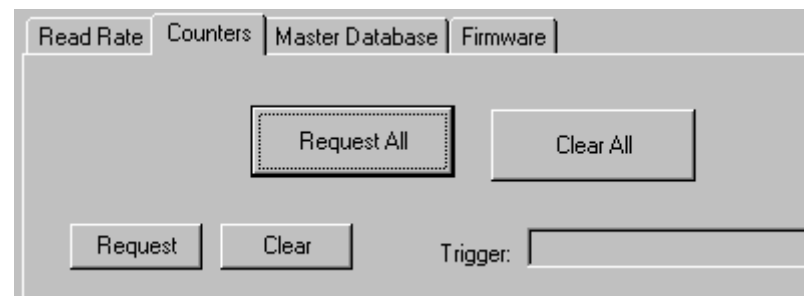 Read Rate Counters Master Database Firmware
Request All Clear All
Request Clear Trigger: